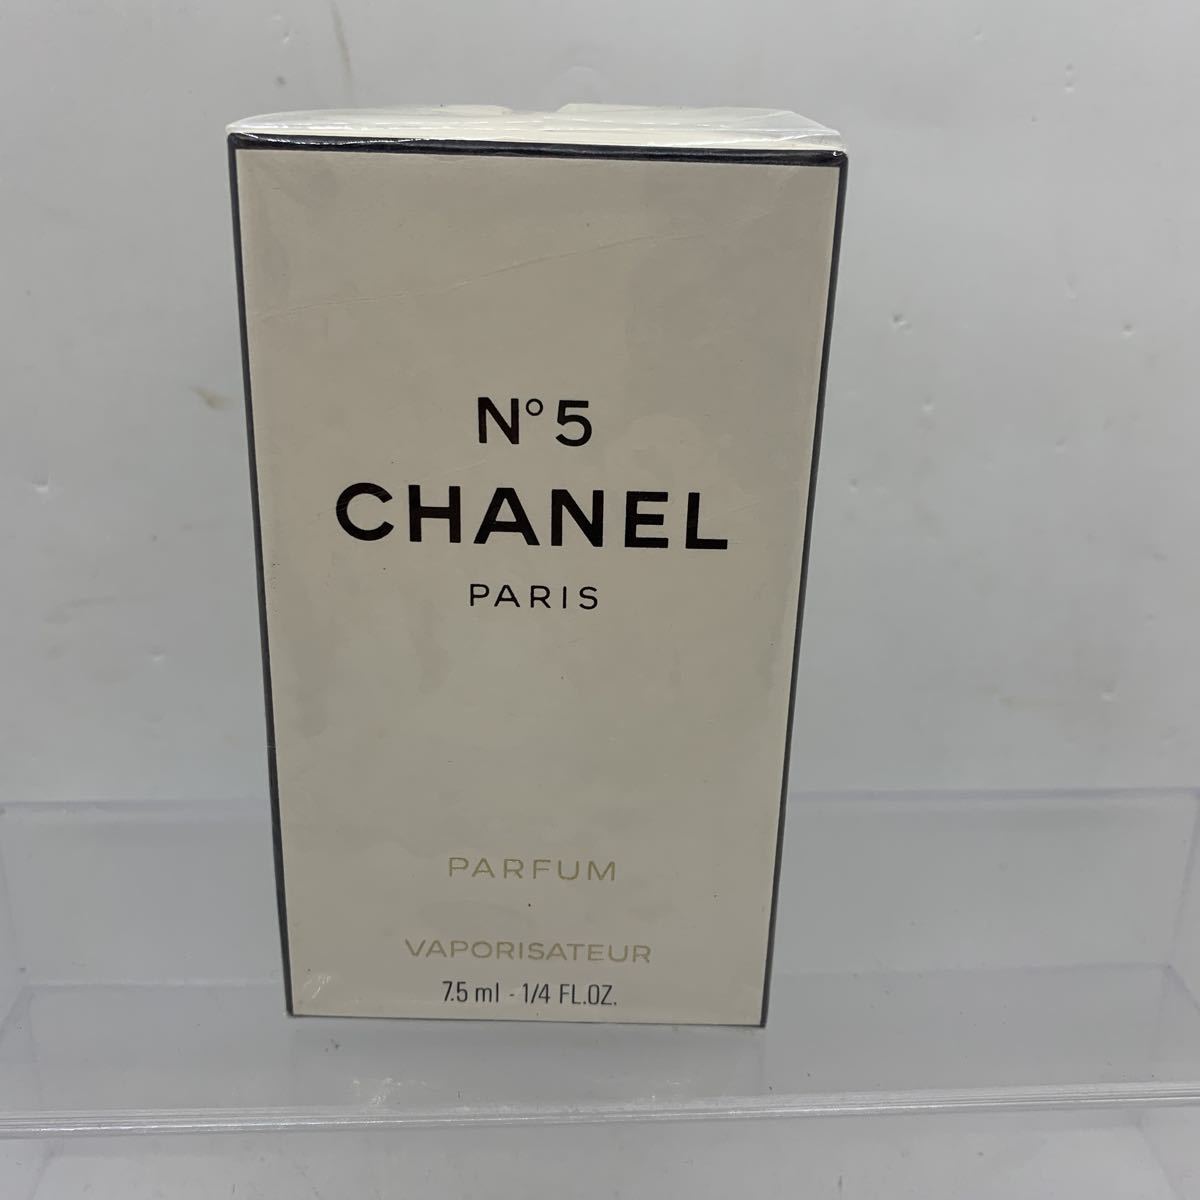 N°5
CHANEL
PARIS
PARFUM
VAPORISATEUR
7.5 ml - 1/4 FL.OZ.